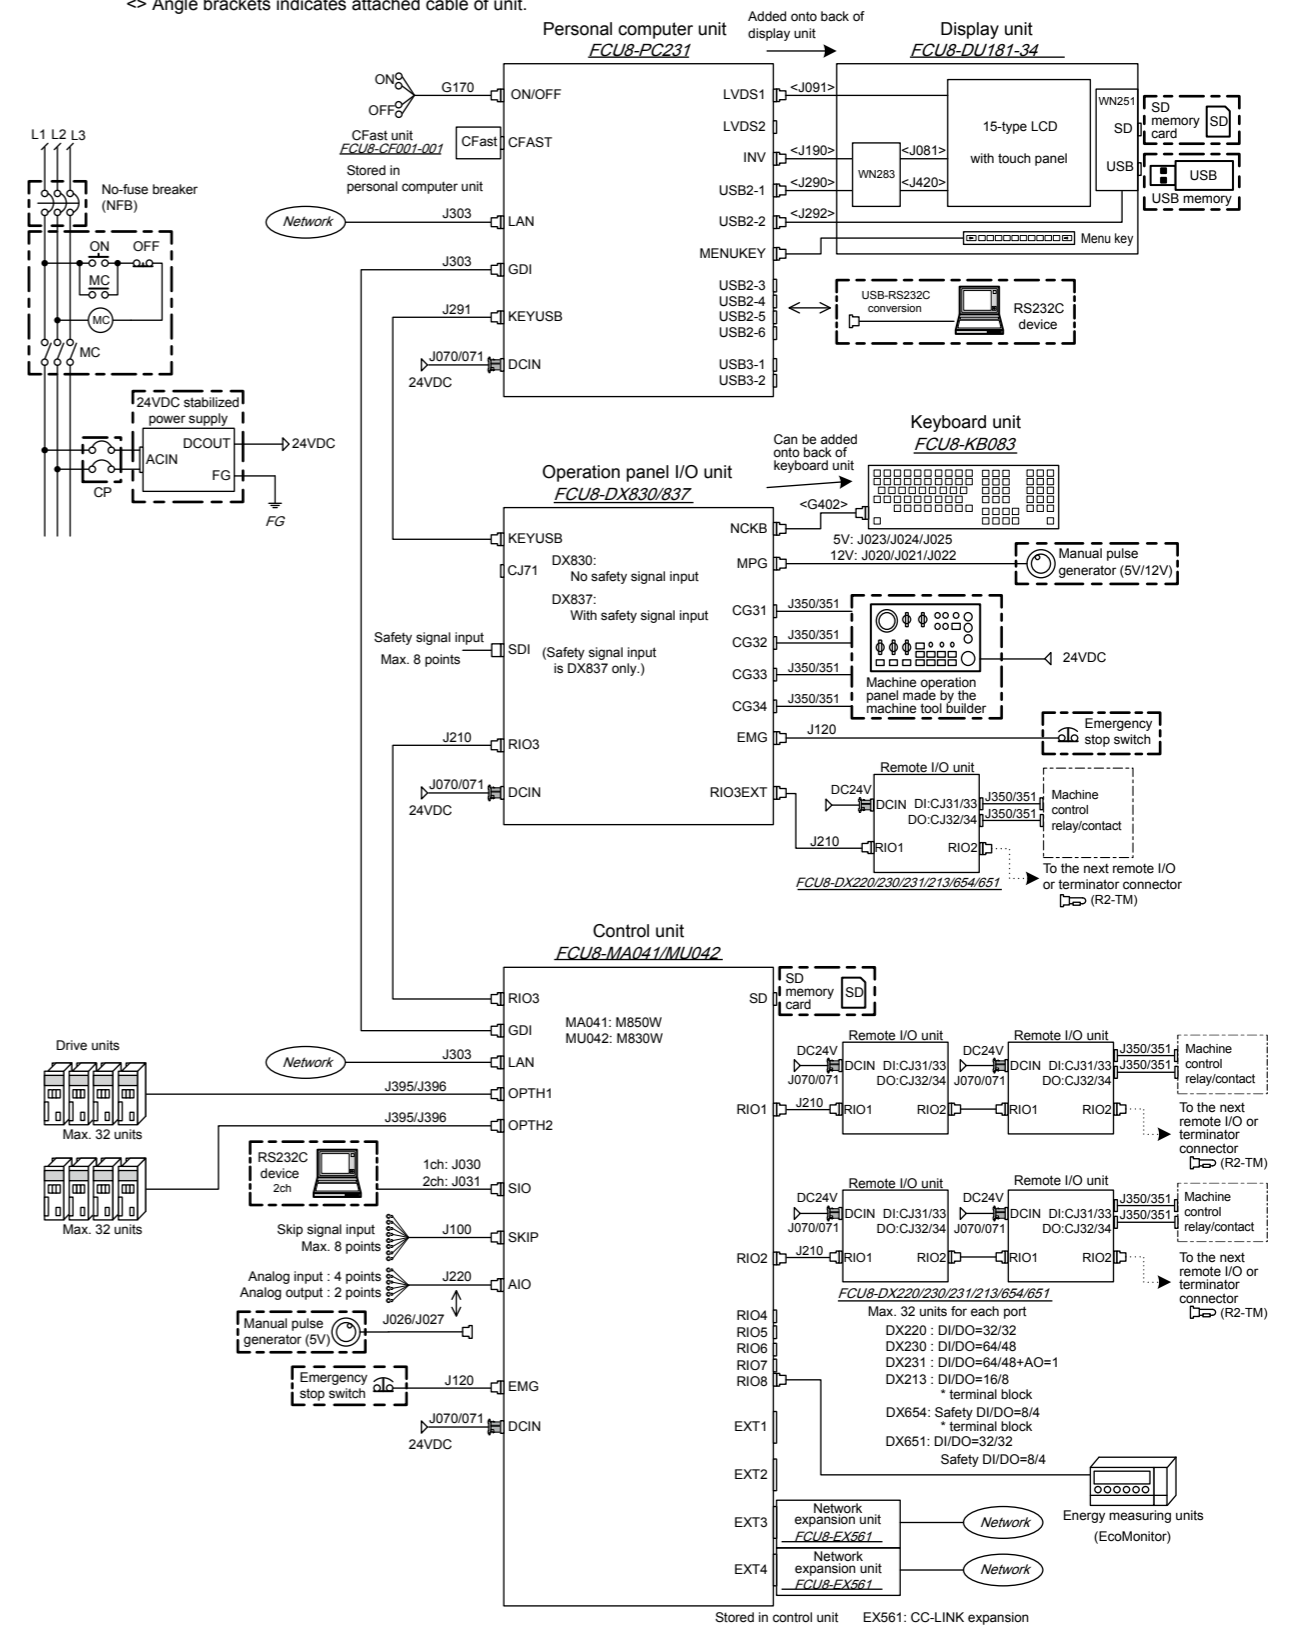 <> Angle brackets indicates attached cable of unit.
Personal computer unit
FCU8-PC231
Added onto back of
display unit
Display unit
FCU8-DU181-34
ON
OFF
G170
ON/OFF
CFast unit
FCU8-CF001-001
CFast
CFAST
Stored in
personal computer unit
Network
J303
LAN
J303
GDI
J291
KEYUSB
J070/071
24VDC
DCIN
LVDS1
LVDS2
INV
USB2-1
USB2-2
MENUKEY
USB2-3
USB2-4
USB2-5
USB2-6
USB3-1
USB3-2
<J091>
<J190>
<J290>
<J292>
WN283
<J081>
<J420>
15-type LCD
with touch panel
WN251
SD
USB
Menu key
SD
memory
card
SD
USB
USB memory
USB-RS232C
conversion
RS232C
device
L1 L2 L3
No-fuse breaker
(NFB)
ON OFF
MC
MC
MC
24VDC stabilized
power supply
DCOUT
ACIN
FG
24VDC
FG
CP
Operation panel I/O unit
FCU8-DX830/837
Can be added
onto back of
keyboard unit
Keyboard unit
FCU8-KB083
KEYUSB
CJ71
DX830:
No safety signal input
DX837:
With safety signal input
Safety signal input
Max. 8 points
SDI
(Safety signal input
is DX837 only.)
J210
RIO3
J070/071
24VDC
DCIN
NCKB
<G402>
5V: J023/J024/J025
12V: J020/J021/J022
MPG
Manual pulse
generator (5V/12V)
CG31
J350/351
CG32
J350/351
CG33
J350/351
CG34
J350/351
Machine operation
panel made by the
machine tool builder
24VDC
EMG
J120
Emergency
stop switch
RIO3EXT
J210
Remote I/O unit
DC24V
DCIN DI:CJ31/33
DO:CJ32/34
RIO1 RIO2
J350/351
J350/351
Machine
control
relay/contact
FCU8-DX220/230/231/213/654/651
To the next remote I/O
or terminator connector
(R2-TM)
Control unit
FCU8-MA041/MU042
RIO3
GDI
MA041: M850W
MU042: M830W
SD
SD
memory
card
SD
Network
J303
LAN
Drive units
Max. 32 units
J395/J396
OPTH1
Max. 32 units
J395/J396
OPTH2
RS232C
device
2ch
1ch: J030
2ch: J031
SIO
Skip signal input
Max. 8 points
J100
SKIP
Analog input : 4 points
Analog output : 2 points
J220
AIO
Manual pulse
generator (5V)
J026/J027
Emergency
stop switch
J120
EMG
J070/071
24VDC
DCIN
RIO1
J210
Remote I/O unit
DC24V
J070/071
DCIN DI:CJ31/33
DO:CJ32/34
RIO1 RIO2
Remote I/O unit
DC24V
J070/071
DCIN DI:CJ31/33
DO:CJ32/34
RIO1 RIO2
J350/351
J350/351
Machine
control
relay/contact
To the next
remote I/O or
terminator
connector
(R2-TM)
RIO2
J210
Remote I/O unit
DC24V
J070/071
DCIN DI:CJ31/33
DO:CJ32/34
RIO1 RIO2
Remote I/O unit
DC24V
J070/071
DCIN DI:CJ31/33
DO:CJ32/34
RIO1 RIO2
J350/351
J350/351
Machine
control
relay/contact
To the next
remote I/O or
terminator
connector
(R2-TM)
FCU8-DX220/230/231/213/654/651
Max. 32 units for each port
DX220 : DI/DO=32/32
DX230 : DI/DO=64/48
DX231 : DI/DO=64/48+AO=1
DX213 : DI/DO=16/8
* terminal block
DX654: Safety DI/DO=8/4
* terminal block
DX651: DI/DO=32/32
Safety DI/DO=8/4
RIO4
RIO5
RIO6
RIO7
RIO8
EXT1
EXT2
EXT3
EXT4
Energy measuring units
(EcoMonitor)
Network
expansion unit
FCU8-EX561
Network
Network
expansion unit
FCU8-EX561
Network
Stored in control unit EX561: CC-LINK expansion